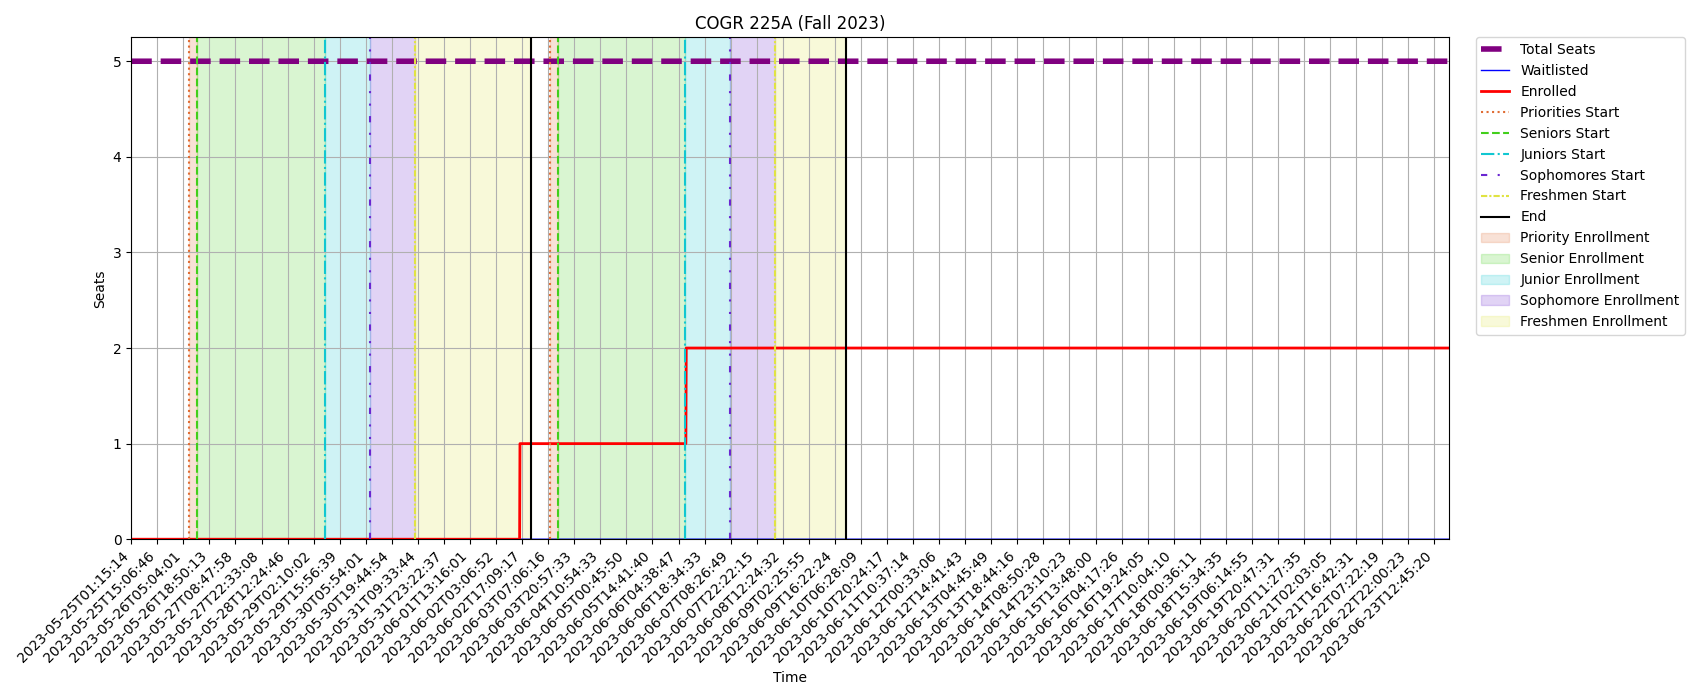 COGR 225A (Fall 2023)
Seats
5
4
3
2
1
0
2023-05-25T01:15:14
2023-05-25T15:06:46
2023-05-26T05:04:01
2023-05-26T18:50:13
2023-05-27T08:47:58
2023-05-27T22:33:09
2023-05-28T12:24:46
2023-05-29T02:10:02
2023-05-29T15:56:39
2023-05-30T05:54:01
2023-05-30T19:44:54
2023-05-31T09:33:44
2023-05-31T23:22:37
2023-06-01T13:16:01
2023-06-02T03:06:52
2023-06-02T17:09:17
2023-06-03T07:06:16
2023-06-03T20:57:33
2023-06-04T10:54:33
2023-06-05T00:45:50
2023-06-05T14:41:40
2023-06-06T04:38:47
2023-06-06T18:34:33
2023-06-07T08:26:49
2023-06-07T22:22:15
2023-06-08T12:24:32
2023-06-09T02:25:55
2023-06-09T16:22:24
2023-06-10T06:28:09
2023-06-10T20:24:17
2023-06-11T10:37:14
2023-06-12T00:33:06
2023-06-12T14:41:43
2023-06-13T04:45:49
2023-06-13T18:44:16
2023-06-14T08:50:28
2023-06-14T23:10:23
2023-06-15T13:48:00
2023-06-16T04:17:26
2023-06-16T19:24:05
2023-06-17T10:04:10
2023-06-18T00:36:11
2023-06-18T15:34:35
2023-06-19T06:14:55
2023-06-19T20:47:31
2023-06-20T11:27:35
2023-06-21T02:03:05
2023-06-21T16:42:31
2023-06-22T07:22:19
2023-06-22T22:00:23
2023-06-23T12:45:20
Time
Total Seats
Waitlisted
Enrolled
Priorities Start
Seniors Start
Juniors Start
Sophomores Start
Freshmen Start
End
Priority Enrollment
Senior Enrollment
Junior Enrollment
Sophomore Enrollment
Freshmen Enrollment